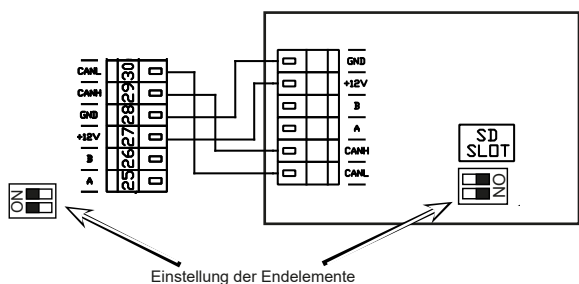 CANL 30
CANH 29
GND 28
+12V 27
B 26
A 25
GND
+12V
B
A
CANH
CANL
SD
SLOT
ON
ON
Einstellung der Endelemente